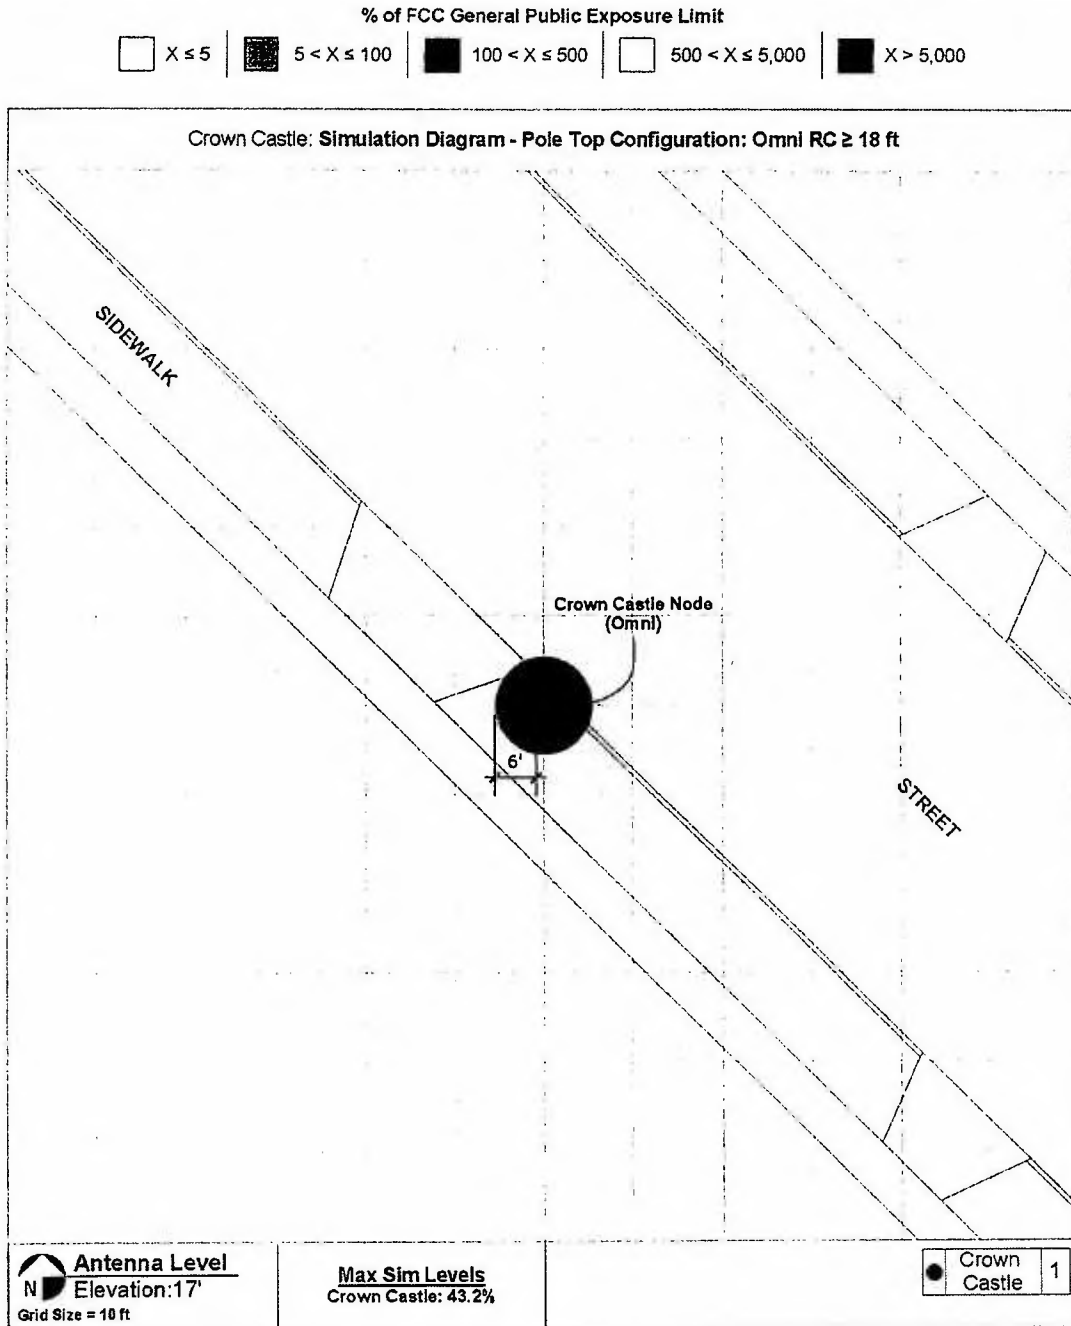 % of FCC General Public Exposure Limit
X ≤ 5
5 < X ≤ 100
100 < X ≤ 500
500 < X ≤ 5,000
X > 5,000
Crown Castle: Simulation Diagram - Pole Top Configuration: Omni RC ≥ 18 ft
SIDEWALK
Crown Castle Node
(Omni)
6'
STREET
Antenna Level
N
Elevation:17'
Grid Size = 10 ft
Max Sim Levels
Crown Castle: 43.2%
Crown
Castle
1